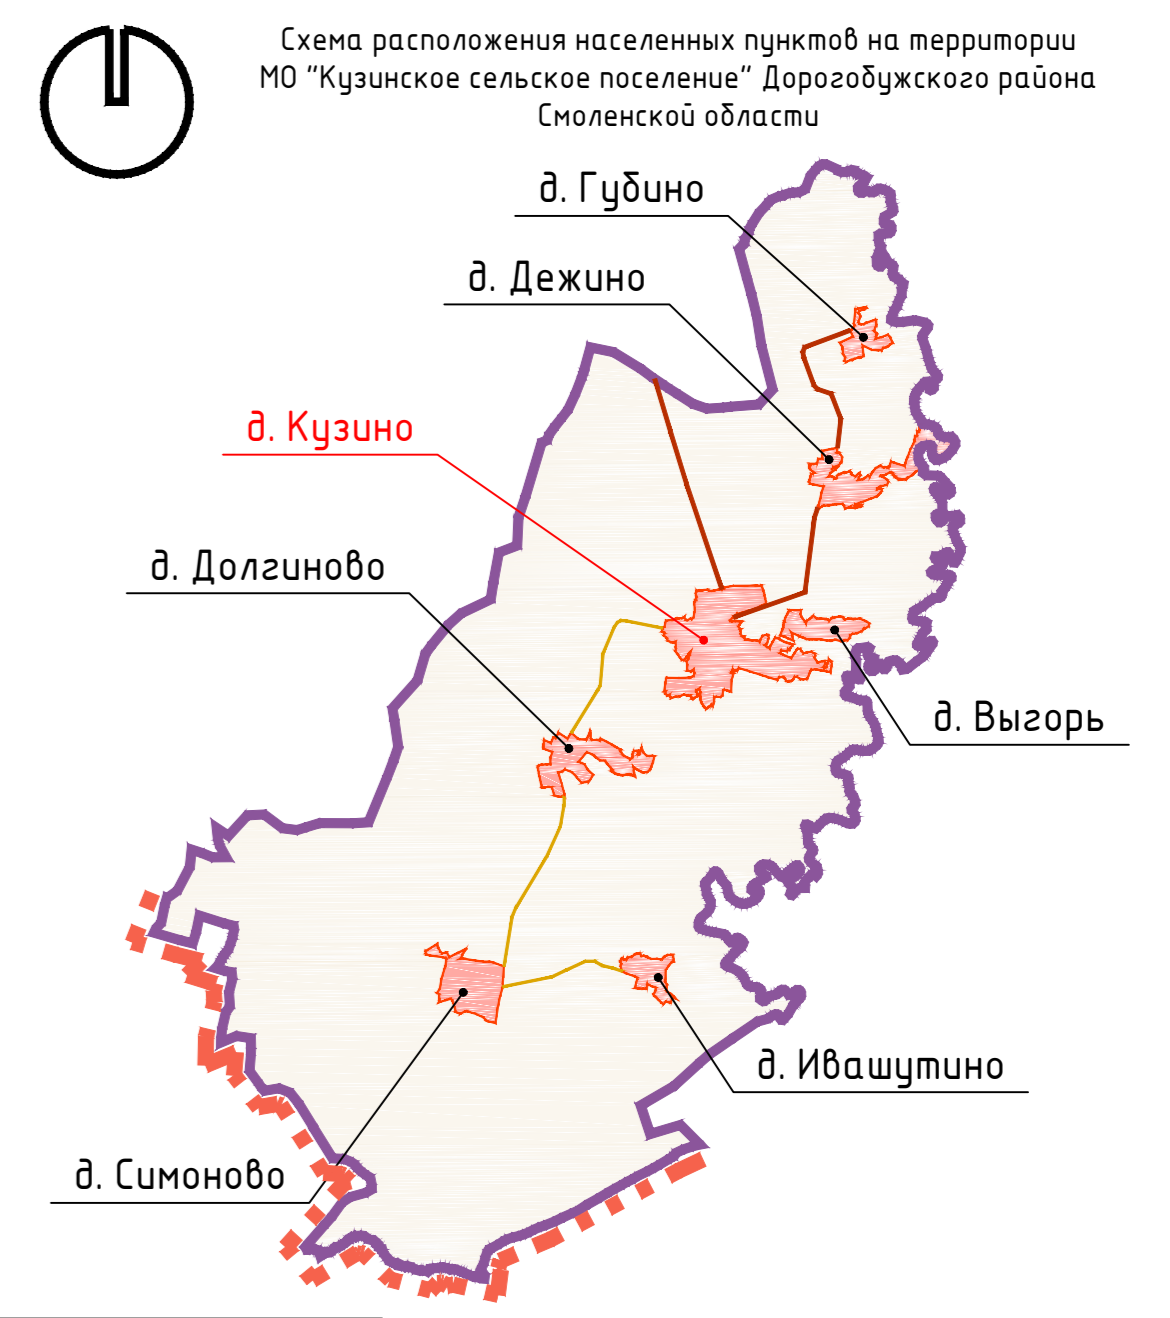 Схема расположения населенных пунктов на территории
МО "Кузинское сельское поселение" Дорогобужского района
Смоленской области
д. Губино
д. Дежино
д. Кузино
д. Долгиново
д. Выгорь
д. Ивашутино
д. Симоново